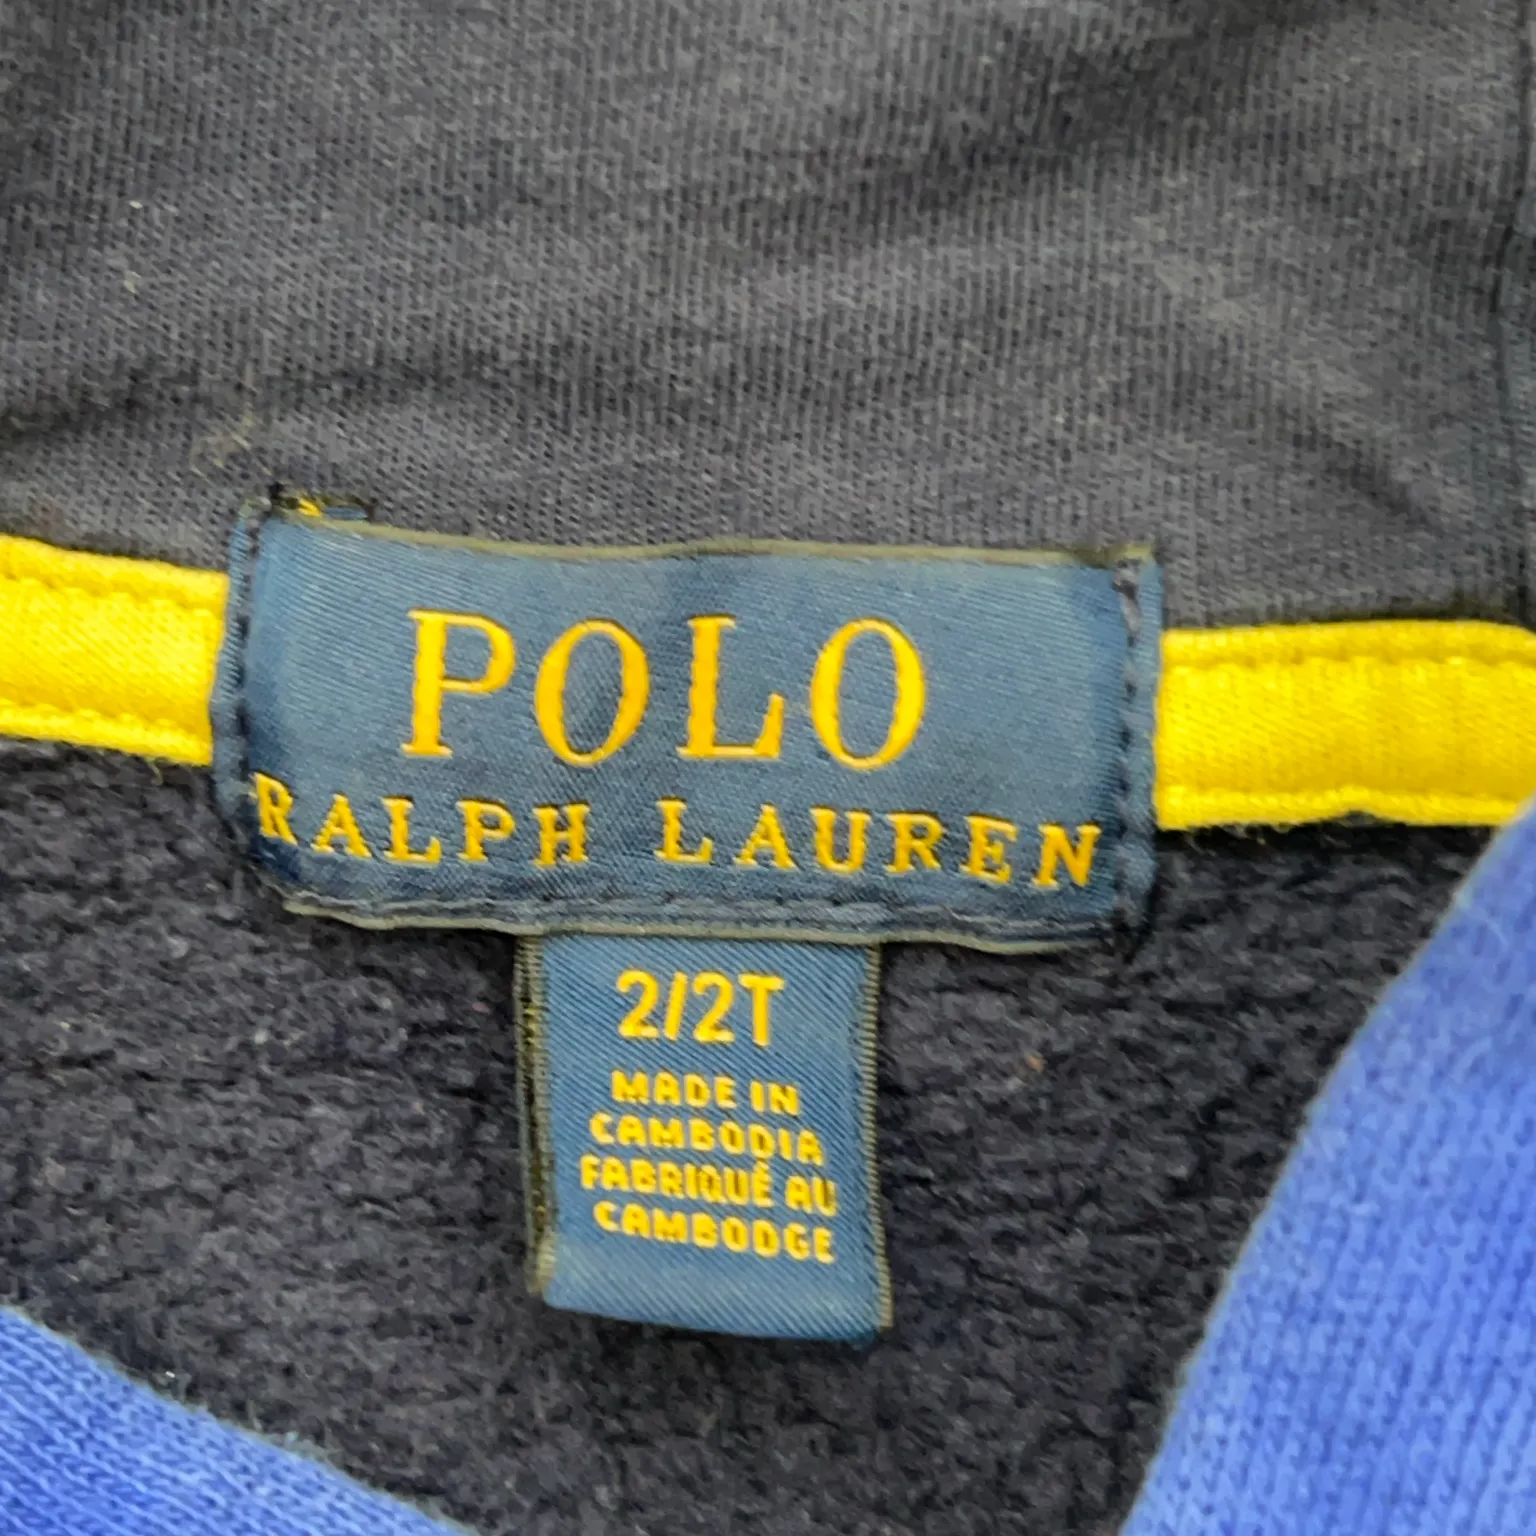 POLO
RALPH LAUREN
2/2T
MADE IN
CAMBODIA
FABRIQUÉ AU
CAMBODGE